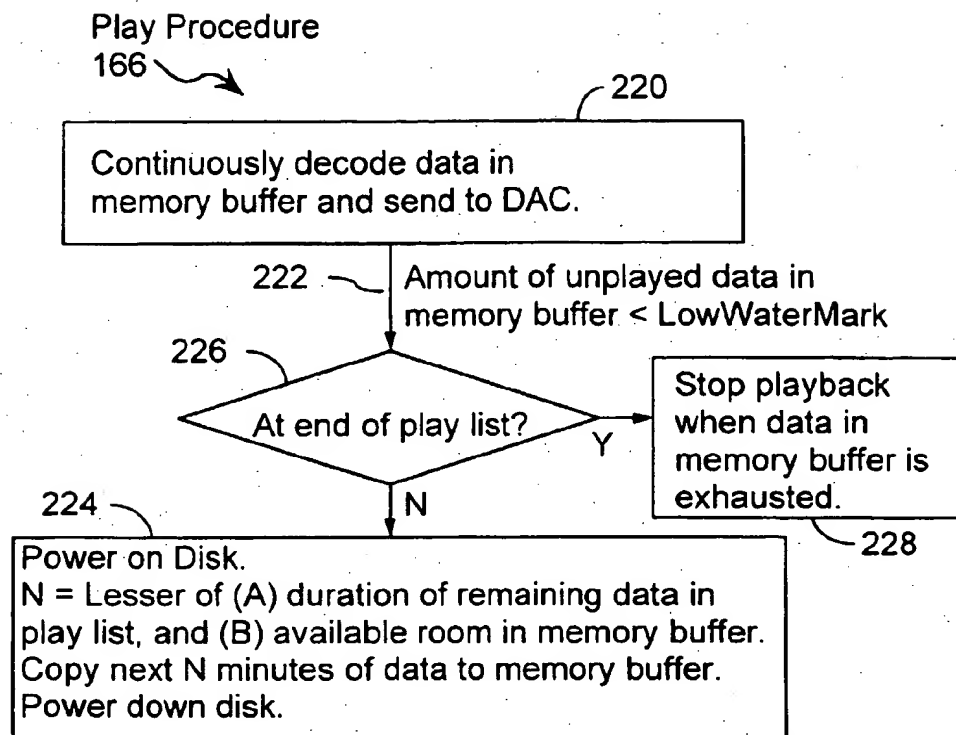 Play Procedure
166
220
Continuously decode data in
memory buffer and send to DAC.
222
Amount of unplayed data in
memory buffer < LowWaterMark
226
At end of play list?
Y
Stop playback
when data in
memory buffer is
exhausted.
228
N
224
Power on Disk.
N = Lesser of (A) duration of remaining data in
play list, and (B) available room in memory buffer.
Copy next N minutes of data to memory buffer.
Power down disk.